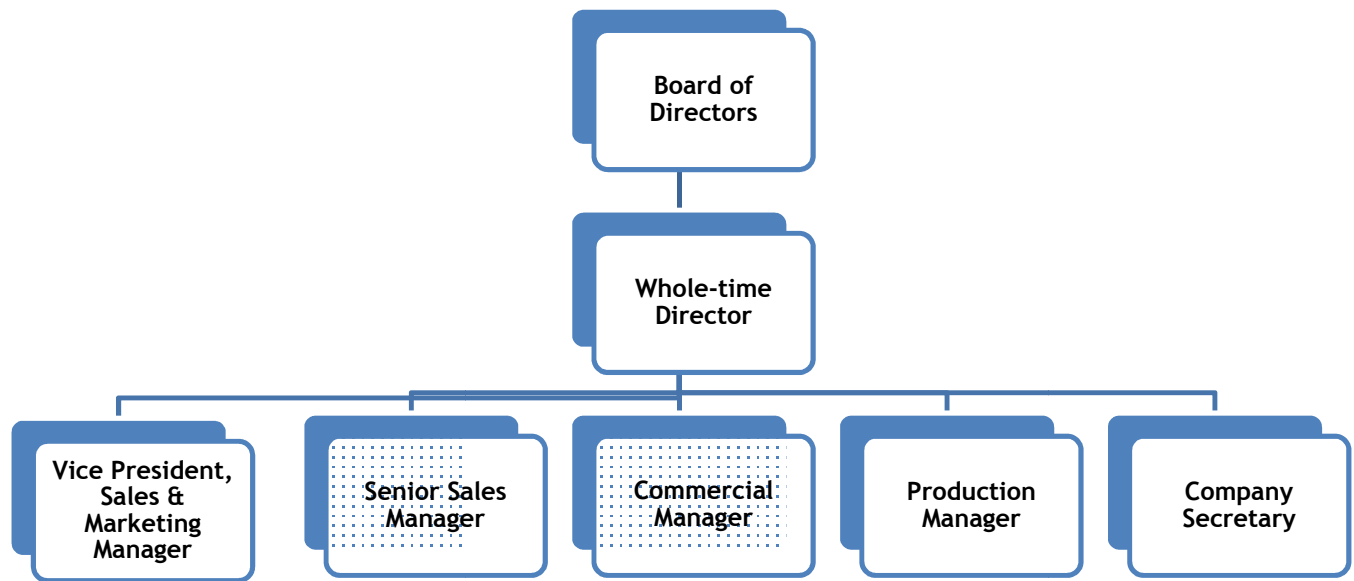 Board of
Directors
Whole-time
Director
Vice President,
Sales &
Marketing
Manager
Senior Sales
Manager
Commercial
Manager
Production
Manager
Company
Secretary